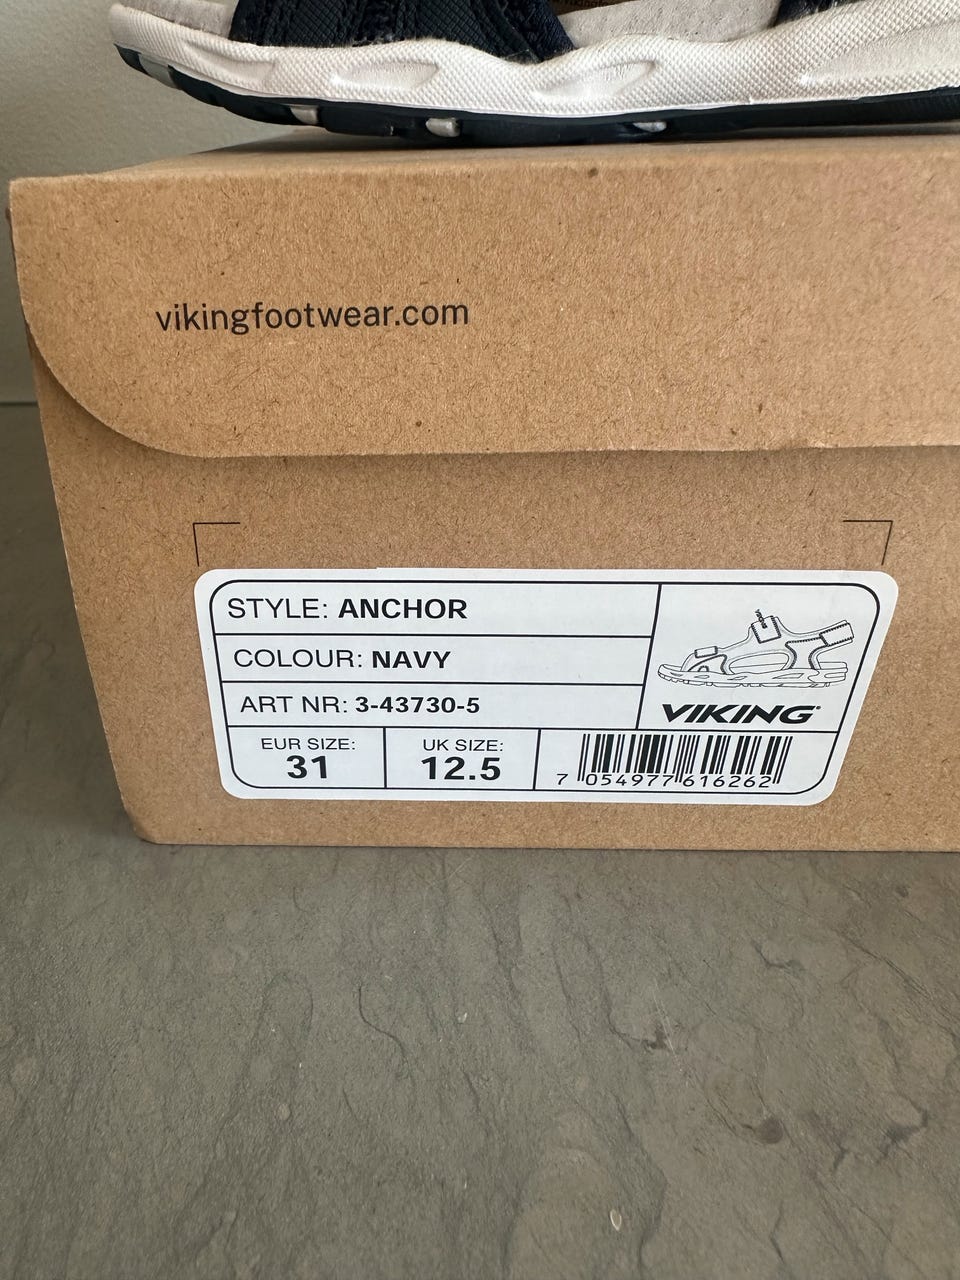 vikingfootwear.com
STYLE: ANCHOR
COLOUR: NAVY
ART NR: 3-43730-5
VIKING
EUR SIZE:
31
UK SIZE:
12.5
7 054977 616262